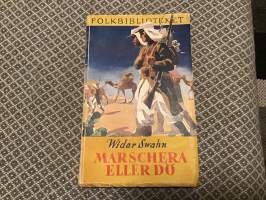 FOLKBIBLIOTEKET
Widar Swahn
MARSCHERA
ELLER DÖ